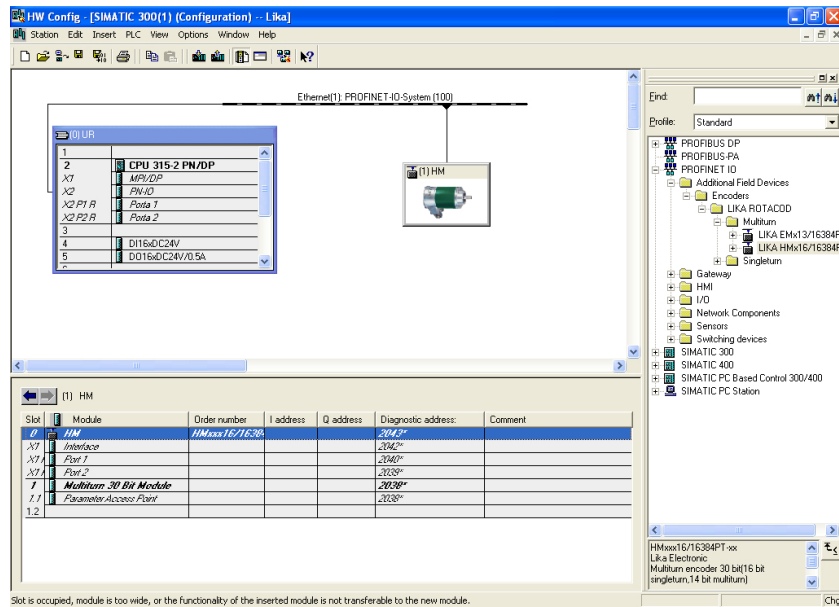 HW Config - [SIMATIC 300(1) (Configuration) -- Lika]
Station Edit Insert PLC View Options Window Help
Ethernet(1): PROFINET-IO-System (100)
(0) UR
1
2 CPU 315-2 PN/DP
X1 MPI/DP
X2 PN-IO
X2 P1 R Porta 1
X2 P2 R Porta 2
3
4 DI16xDC24V
5 DO16xDC24V/0.5A
(1) HM
Find:
Profile: Standard
PROFIBUS DP
PROFIBUS-PA
PROFINET IO
Additional Field Devices
Encoders
LIKA ROTACOD
Multiturn
LIKA EMx13/16384P
LIKA HMx16/16384P
Singleturn
Gateway
HMI
I/O
Network Components
Sensors
Switching devices
SIMATIC 300
SIMATIC 400
SIMATIC PC Based Control 300/400
SIMATIC PC Station
(1) HM
Slot Module Order number I address Q address Diagnostic address: Comment
0 HM HMxxx16/1638 2043*
X1 Interface 2042*
X1 Port 1 2040*
X1 Port 2 2039*
1 Multiturn 30 Bit Module 2038*
1.1 Parameter Access Point 2038*
1.2
HMxxx16/16384PT-xx
Lika Electronic
Multiturn encoder 30 bit(16 bit
singleturn,14 bit multiturn)
Slot is occupied, module is too wide, or the functionality of the inserted module is not transferable to the new module.
Chg